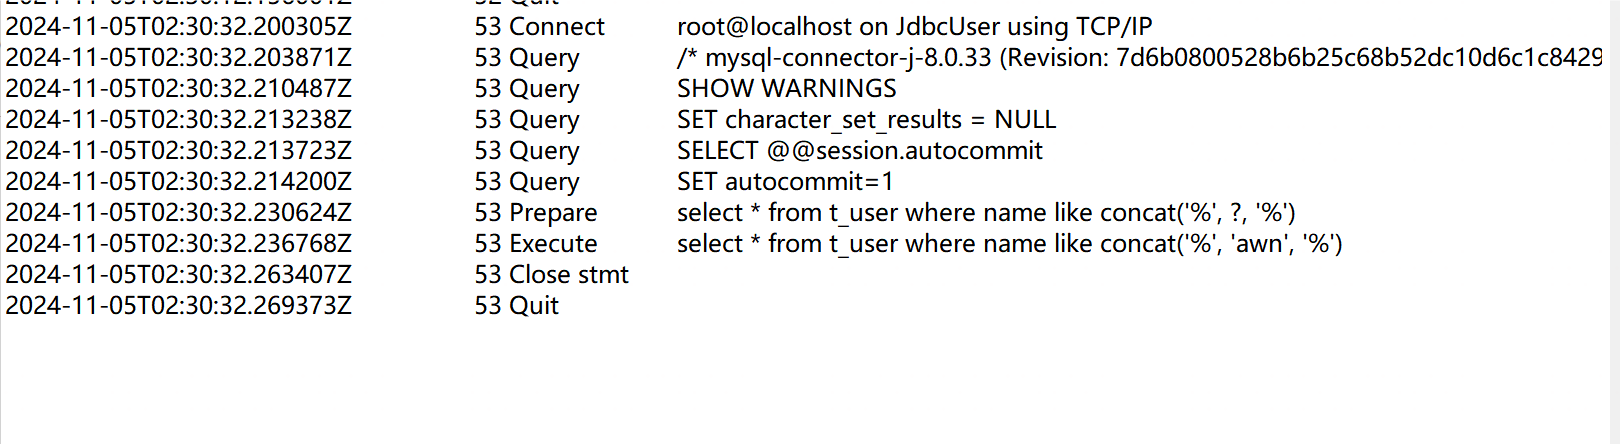 52 Quit
2024-11-05T02:30:32.200305Z 53 Connect root@localhost on JdbcUser using TCP/IP
2024-11-05T02:30:32.203871Z 53 Query /* mysql-connector-j-8.0.33 (Revision: 7d6b0800528b6b25c68b52dc10d6c1c8429
2024-11-05T02:30:32.210487Z 53 Query SHOW WARNINGS
2024-11-05T02:30:32.213238Z 53 Query SET character_set_results = NULL
2024-11-05T02:30:32.213723Z 53 Query SELECT @@session.autocommit
2024-11-05T02:30:32.214200Z 53 Query SET autocommit=1
2024-11-05T02:30:32.230624Z 53 Prepare select * from t_user where name like concat('%', ?, '%')
2024-11-05T02:30:32.236768Z 53 Execute select * from t_user where name like concat('%', 'awn', '%')
2024-11-05T02:30:32.263407Z 53 Close stmt
2024-11-05T02:30:32.269373Z 53 Quit